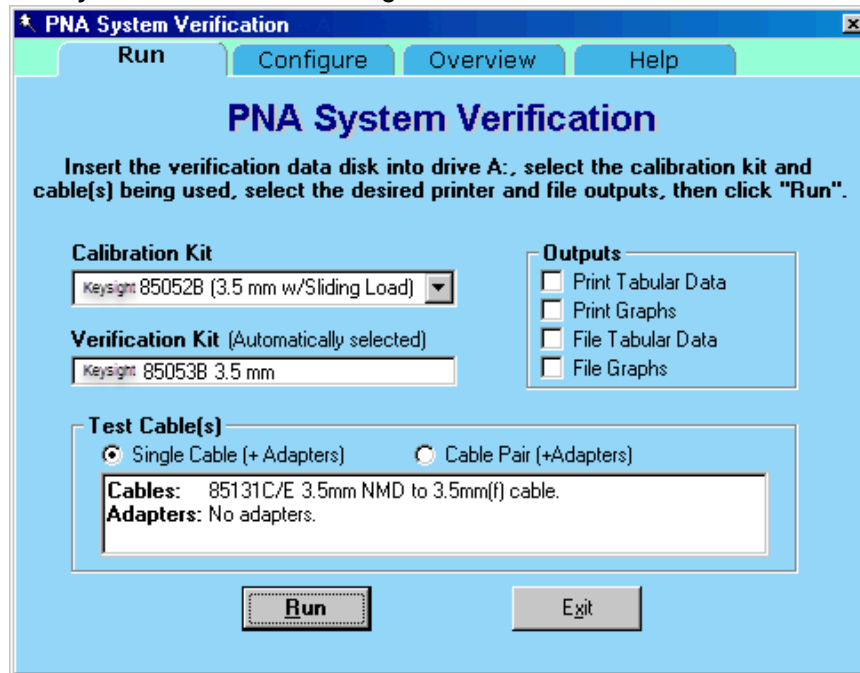 PNA System Verification
Run Configure Overview Help
PNA System Verification
Insert the verification data disk into drive A:, select the calibration kit and
cable(s) being used, select the desired printer and file outputs, then click "Run".
Calibration Kit
Keysight 85052B (3.5 mm w/Sliding Load)
Verification Kit (Automatically selected)
Keysight 85053B 3.5 mm
Outputs
Print Tabular Data
Print Graphs
File Tabular Data
File Graphs
Test Cable(s)
Single Cable (+ Adapters) Cable Pair (+Adapters)
Cables: 85131C/E 3.5mm NMD to 3.5mm(f) cable.
Adapters: No adapters.
Run Exit